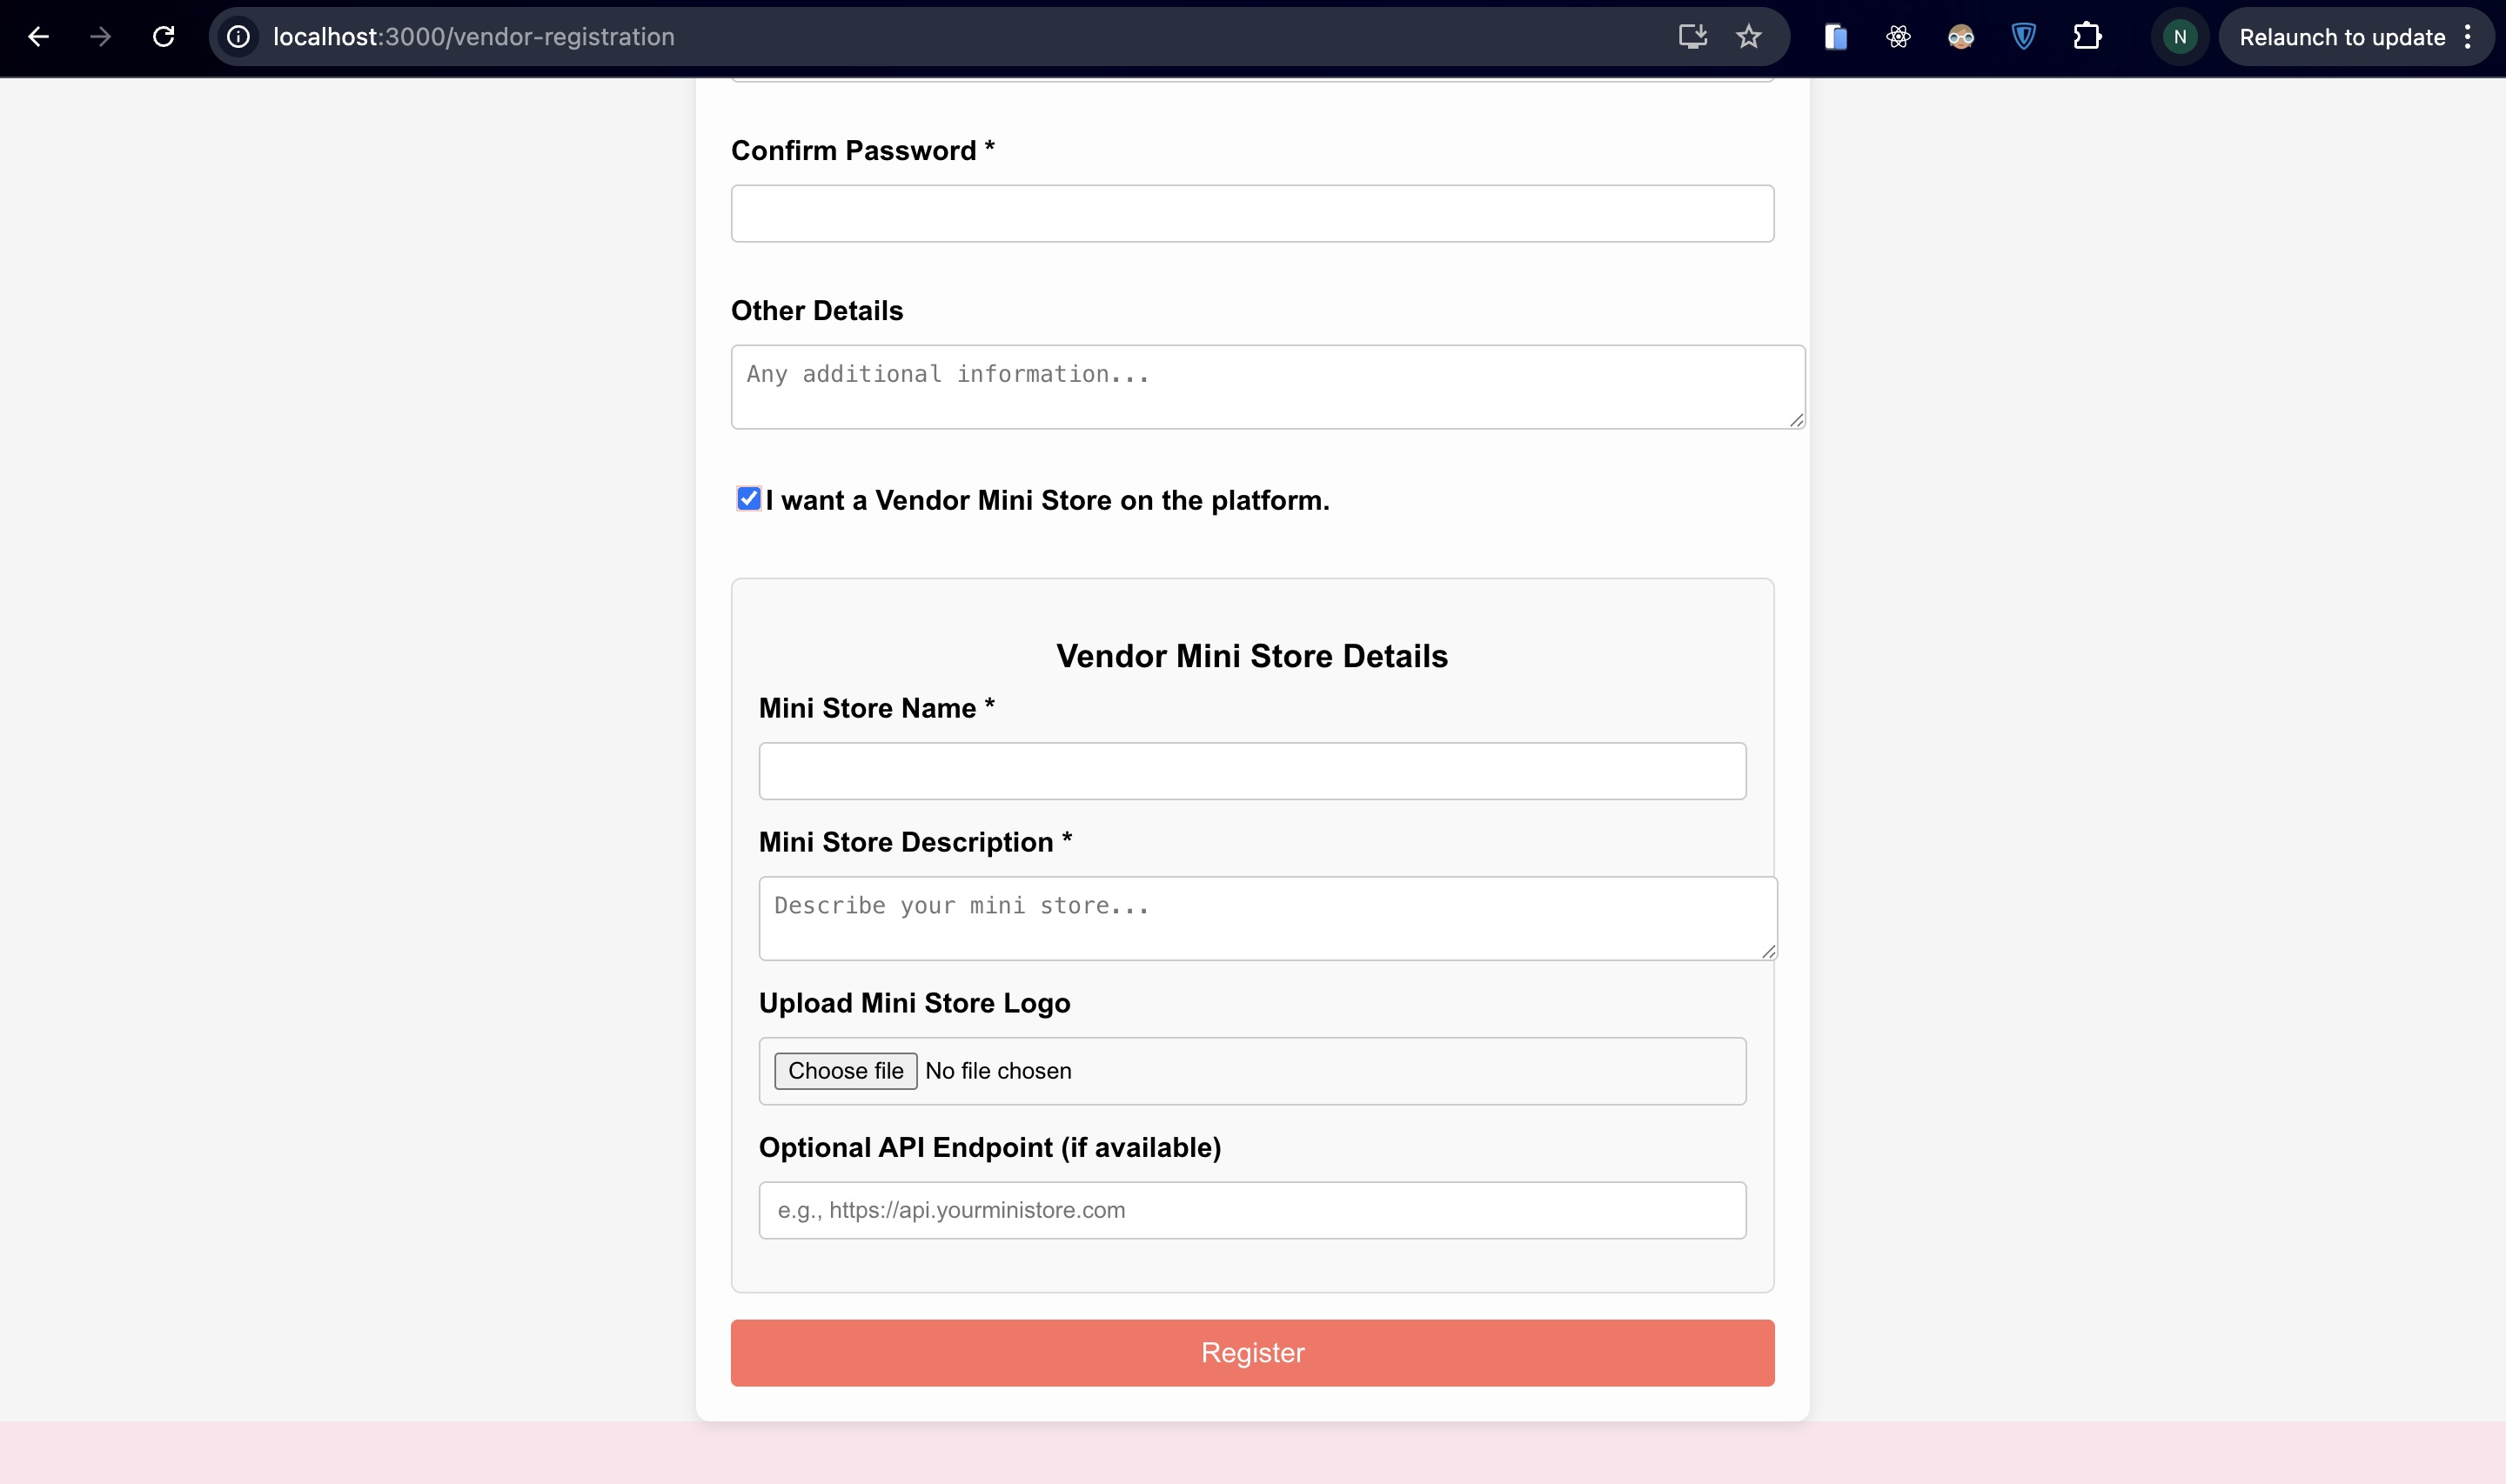 localhost:3000/vendor-registration
N
Relaunch to update
Confirm Password *
Other Details
Any additional information...
I want a Vendor Mini Store on the platform.
Vendor Mini Store Details
Mini Store Name *
Mini Store Description *
Describe your mini store...
Upload Mini Store Logo
Choose file No file chosen
Optional API Endpoint (if available)
e.g., https://api.yourministore.com
Register